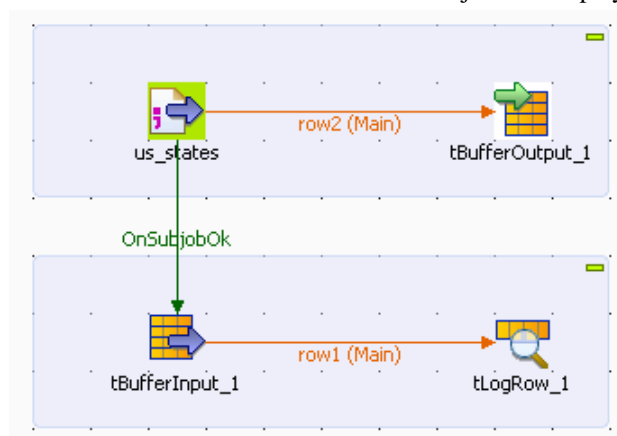 row2 (Main)
us_states
tBufferOutput_1
OnSubjobOk
row1 (Main)
tBufferInput_1
tLogRow_1